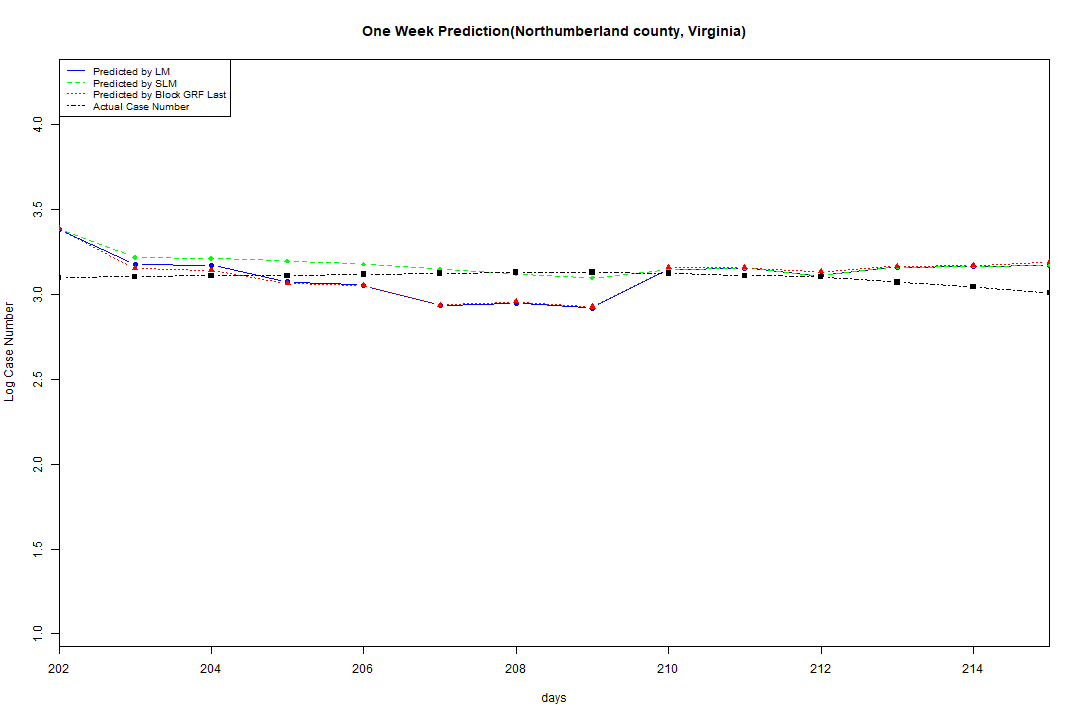 One Week Prediction(Northumberland county, Virginia)
Predicted by LM
Predicted by SLM
Predicted by Block GRF Last
Actual Case Number
4.0
3.5
3.0
2.5
2.0
1.5
1.0
Log Case Number
202 204 206 208 210 212 214
days